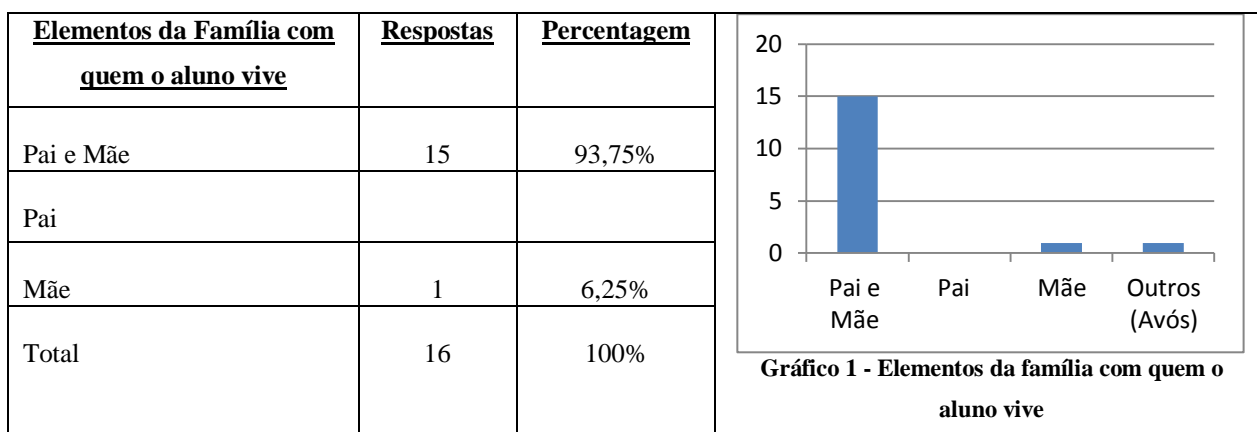 Elementos da Família com
quem o aluno vive
Respostas
Percentagem
Pai e Mãe 15 93,75%
Pai
Mãe 1 6,25%
Total 16 100%
20
15
10
5
0
Pai e
Mãe
Pai
Mãe
Outros
(Avós)
Gráfico 1 - Elementos da família com quem o
aluno vive